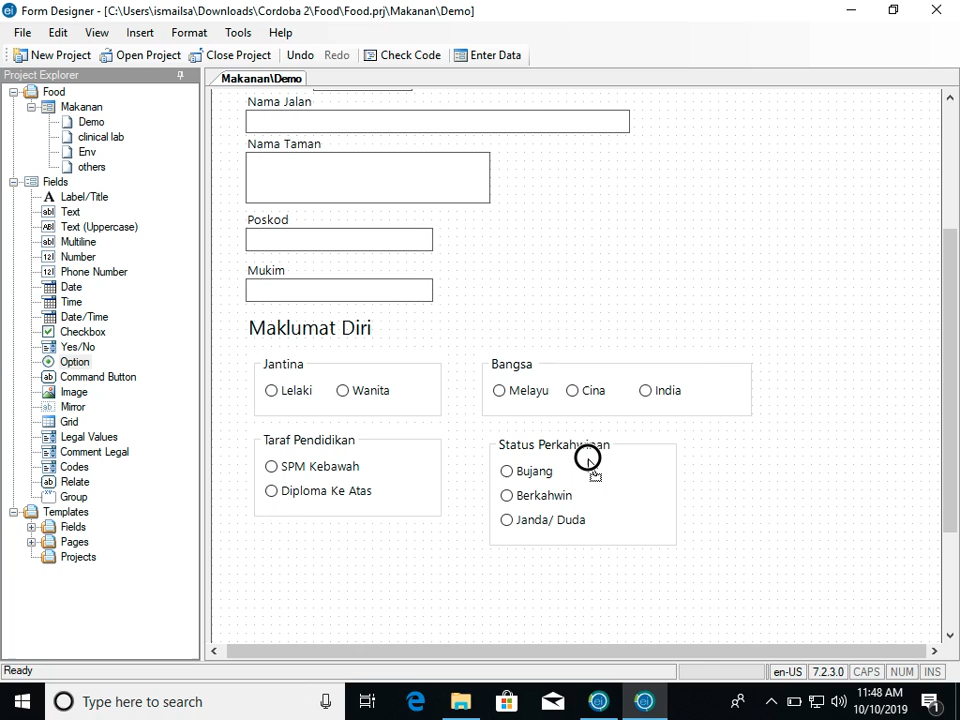 Form Designer - [C:\Users\ismailsa\Downloads\Cordoba 2\Food\Food.prj\Makanan\Demo]
File Edit View Insert Format Tools Help
New Project Open Project Close Project Undo Redo Check Code Enter Data
Project Explorer
Food
Makanan
Demo
clinical lab
Env
others
Fields
Label/Title
Text
Text (Uppercase)
Multiline
Number
Phone Number
Date
Time
Date/Time
Checkbox
Yes/No
Option
Command Button
Image
Mirror
Grid
Legal Values
Comment Legal
Codes
Relate
Group
Templates
Fields
Pages
Projects
Makanan\Demo
Nama Jalan
Nama Taman
Poskod
Mukim
Maklumat Diri
Jantina
Lelaki Wanita
Bangsa
Melayu Cina India
Taraf Pendidikan
SPM Kebawah
Diploma Ke Atas
Status Perkahwinan
Bujang
Berkahwin
Janda/ Duda
Ready
en-US 7.2.3.0 CAPS NUM INS
Type here to search
11:48 AM
10/10/2019
1